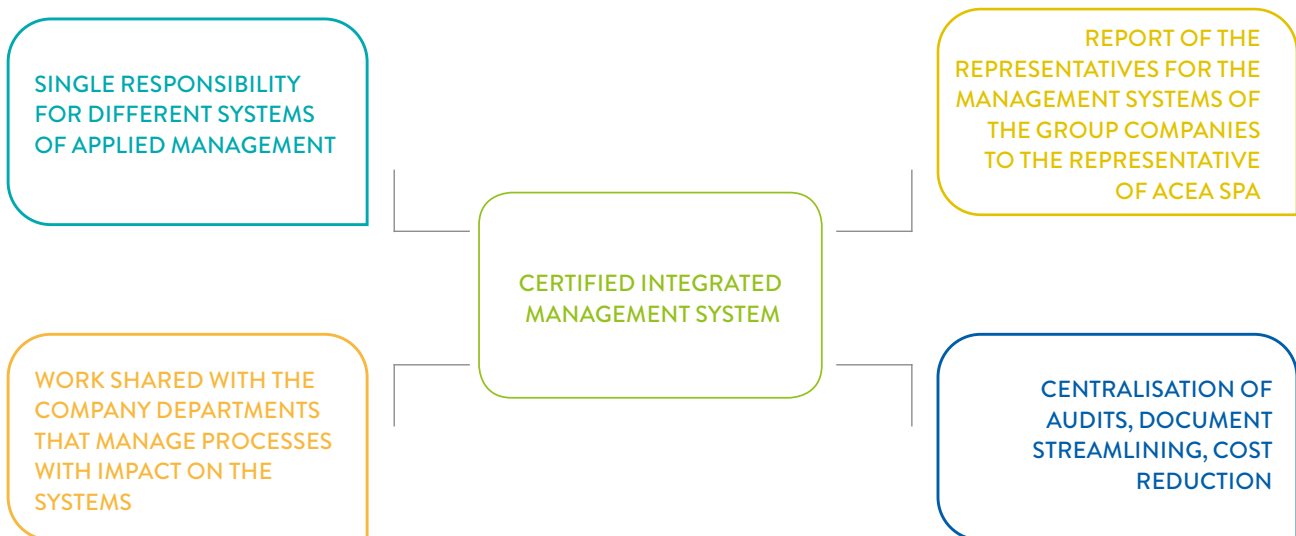 SINGLE RESPONSIBILITY
FOR DIFFERENT SYSTEMS
OF APPLIED MANAGEMENT
REPORT OF THE
REPRESENTATIVES FOR THE
MANAGEMENT SYSTEMS OF
THE GROUP COMPANIES
TO THE REPRESENTATIVE
OF ACEA SPA
CERTIFIED INTEGRATED
MANAGEMENT SYSTEM
WORK SHARED WITH THE
COMPANY DEPARTMENTS
THAT MANAGE PROCESSES
WITH IMPACT ON THE
SYSTEMS
CENTRALISATION OF
AUDITS, DOCUMENT
STREAMLINING, COST
REDUCTION